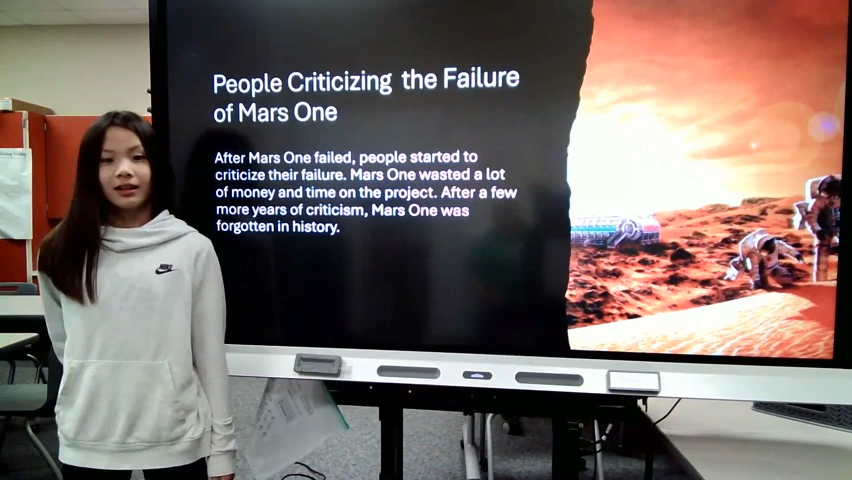 People Criticizing the Failure
of Mars One
After Mars One failed, people started to
criticize their failure. Mars One wasted a lot
of money and time on the project. After a few
more years of criticism, Mars One was
forgotten in history.
NIKE